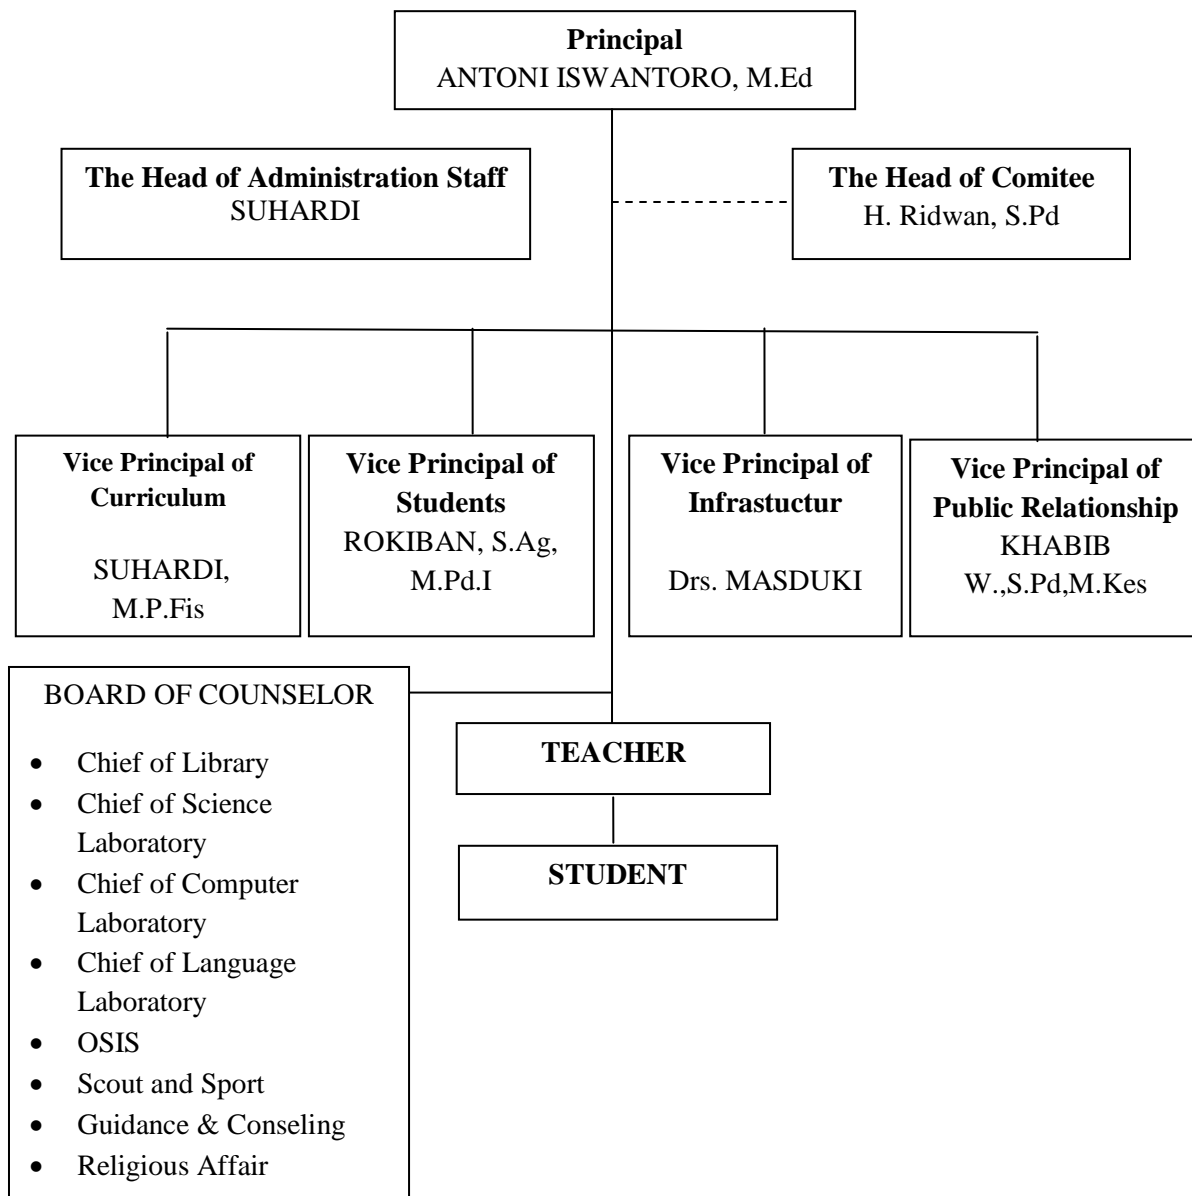 Principal
ANTONI ISWANTORO, M.Ed
The Head of Administration Staff
SUHARDI
The Head of Comitee
H. Ridwan, S.Pd
Vice Principal of
Curriculum
SUHARDI,
M.P.Fis
Vice Principal of
Students
ROKIBAN, S.Ag,
M.Pd.I
Vice Principal of
Infrastuctur
Drs. MASDUKI
Vice Principal of
Public Relationship
KHABIB
W.,S.Pd,M.Kes
BOARD OF COUNSELOR
• Chief of Library
• Chief of Science
Laboratory
• Chief of Computer
Laboratory
• Chief of Language
Laboratory
• OSIS
• Scout and Sport
• Guidance & Conseling
• Religious Affair
TEACHER
STUDENT